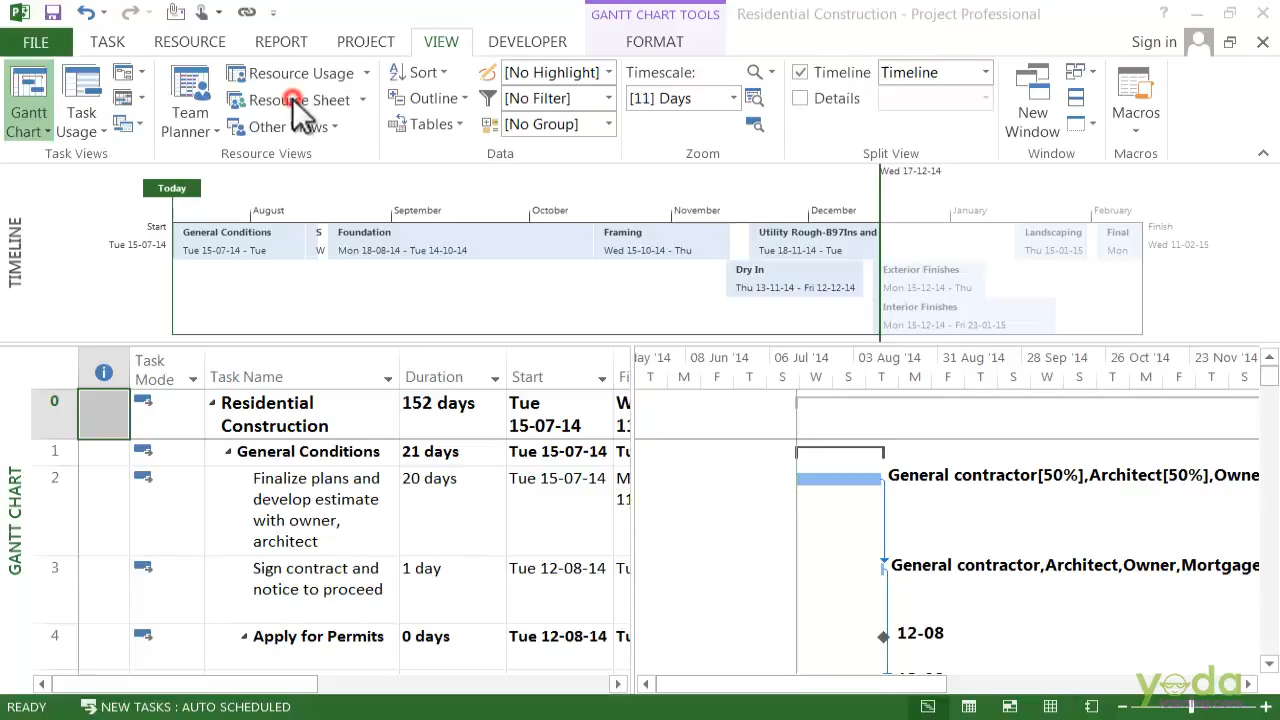 GANTT CHART TOOLS
Residential Construction - Project Professional
?
FILE
TASK
RESOURCE
REPORT
PROJECT
VIEW
DEVELOPER
FORMAT
Sign in
Gantt
Chart
Task
Usage
Task Views
Team
Planner
Resource Usage
Resource Sheet
Other Views
Resource Views
Sort
Outline
Tables
[No Highlight]
[No Filter]
[No Group]
Data
Timescale:
[11] Days
Zoom
Timeline
Timeline
Details
Split View
New
Window
Window
Macros
Macros
TIMELINE
Today
Wed 17-12-14
August
September
October
November
December
January
February
Start
Tue 15-07-14
General Conditions
Tue 15-07-14 - Tue
S
W
Foundation
Mon 18-08-14 - Tue 14-10-14
Framing
Wed 15-10-14 - Thu
Utility Rough-B97Ins and
Tue 18-11-14 - Tue
Landscaping
Thu 15-01-15
Final
Mon
Finish
Wed 11-02-15
Dry In
Thu 13-11-14 - Fri 12-12-14
Exterior Finishes
Mon 15-12-14 - Thu
Interior Finishes
Mon 15-12-14 - Fri 23-01-15
GANTT CHART
Task
Mode
Task Name
Duration
Start
Fi
lay '14
08 Jun '14
06 Jul '14
03 Aug '14
31 Aug '14
28 Sep '14
26 Oct '14
23 Nov '14
T M F T S W S T M F T S W S T M F T S
0
Residential
Construction
152 days
Tue
15-07-14
W
11
1
General Conditions
21 days
Tue 15-07-14
Tu
2
Finalize plans and
develop estimate
with owner,
architect
20 days
Tue 15-07-14
M
11
General contractor[50%],Architect[50%],Owne
3
Sign contract and
notice to proceed
1 day
Tue 12-08-14
Tu
General contractor,Architect,Owner,Mortgage
4
Apply for Permits
0 days
Tue 12-08-14
Tu
12-08
yoda
READY
NEW TASKS : AUTO SCHEDULED